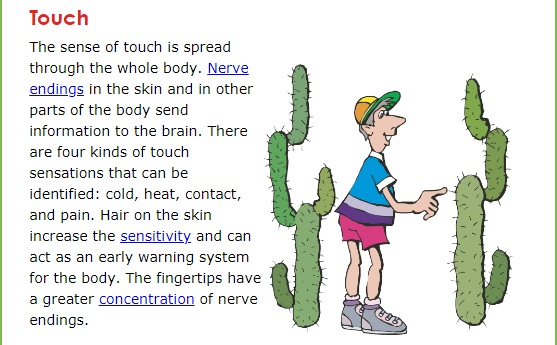 Touch
The sense of touch is spread
through the whole body. Nerve
endings in the skin and in other
parts of the body send
information to the brain. There
are four kinds of touch
sensations that can be
identified: cold, heat, contact,
and pain. Hair on the skin
increase the sensitivity and can
act as an early warning system
for the body. The fingertips have
a greater concentration of nerve
endings.